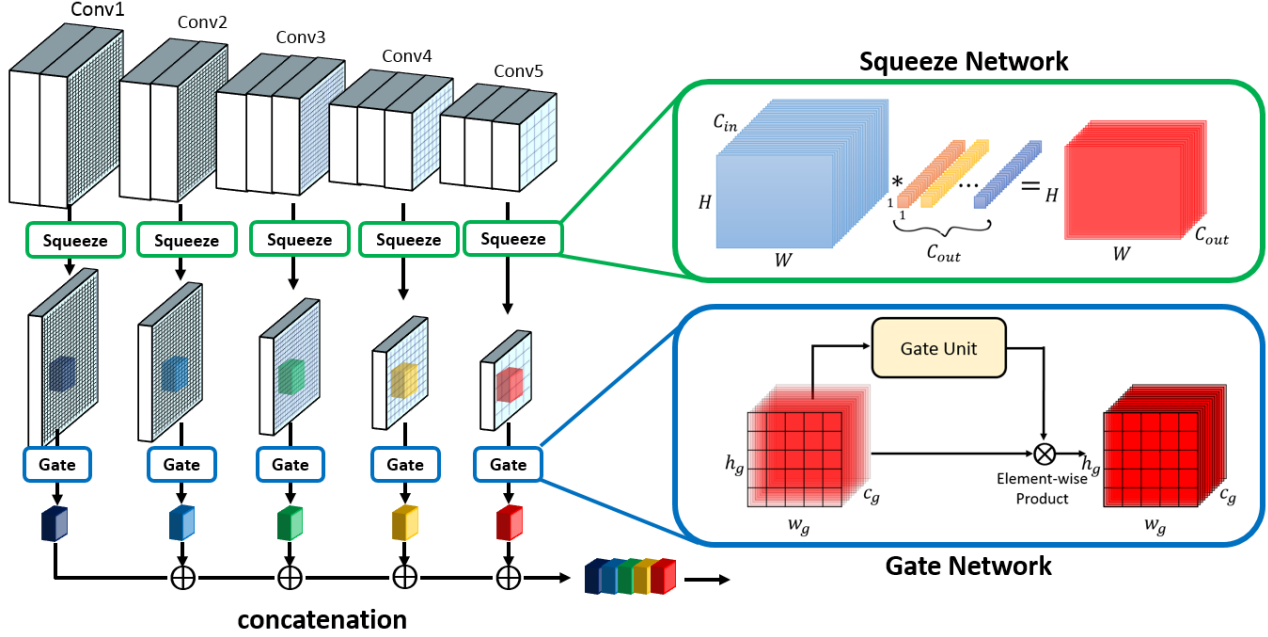 Conv1
Conv2
Conv3
Conv4
Conv5
Squeeze
Squeeze
Squeeze
Squeeze
Squeeze
Gate
Gate
Gate
Gate
Gate
concatenation
Squeeze Network
C_in
H
W
*
1
1
...
C_out
=
H
W
C_out
Gate Unit
h_g
w_g
c_g
Element-wise
Product
h_g
w_g
c_g
Gate Network